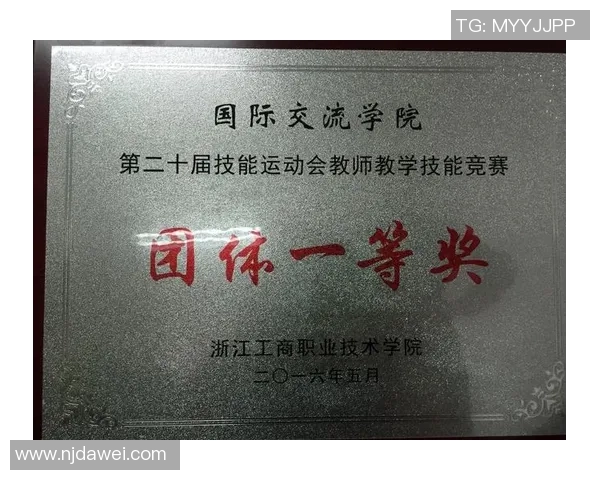 TG: MYYJJPP
国际交流学院
第二十届技能运动会教师教学技能竞赛
团体一等奖
浙江工商职业技术学院
二〇一六年五月
www.njdawei.com